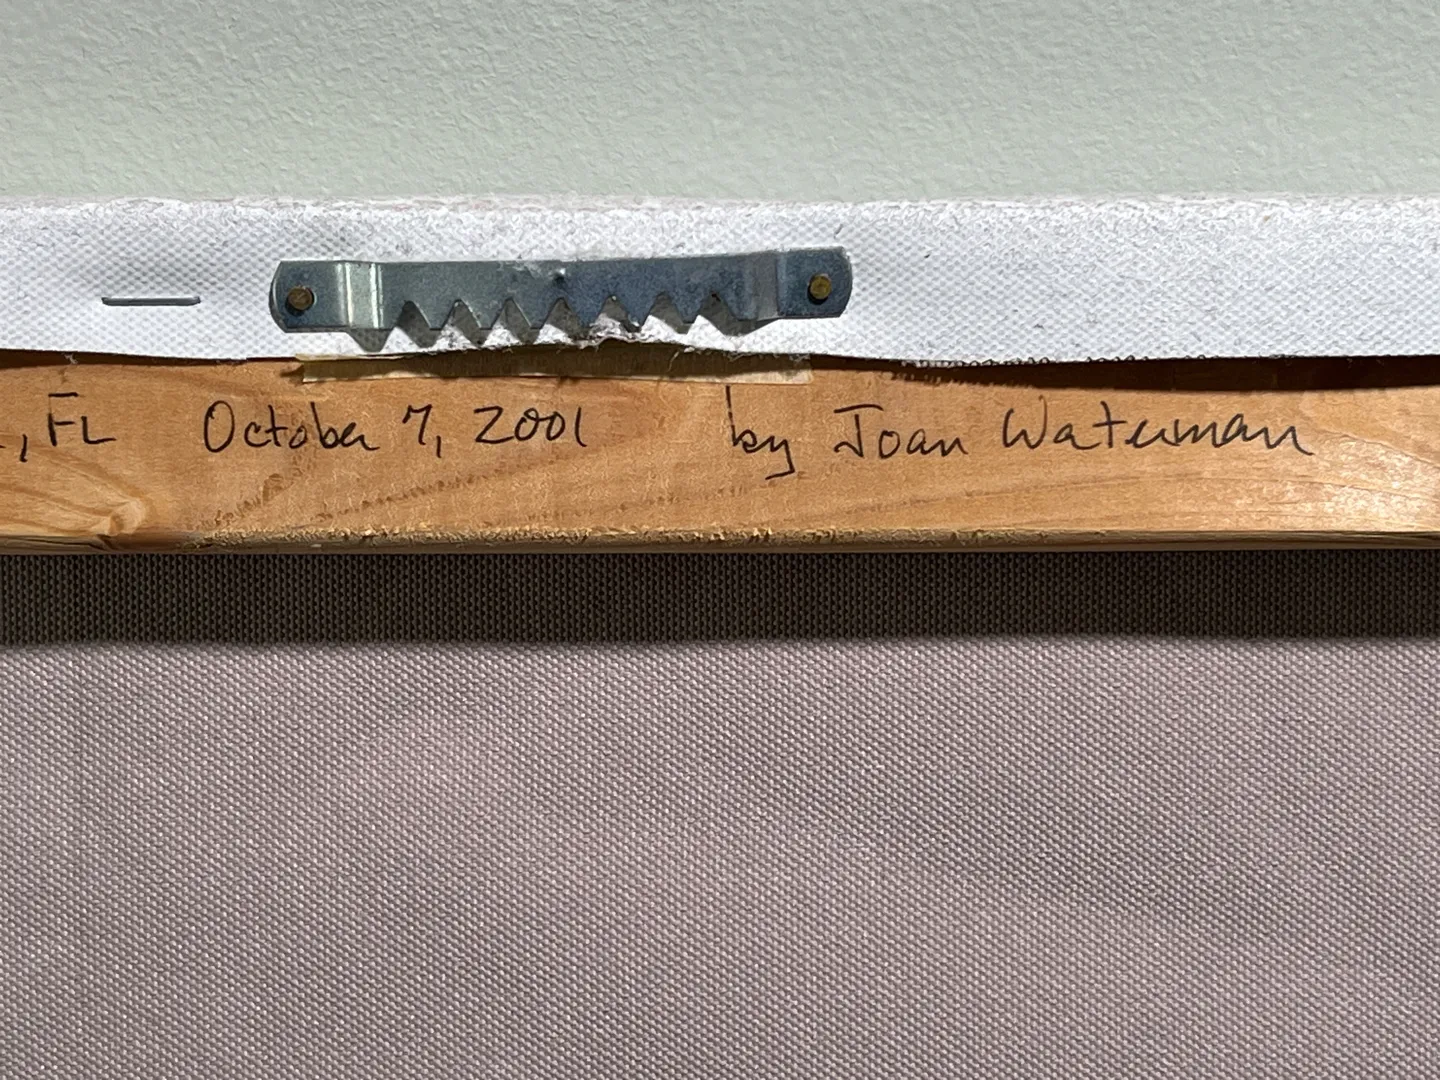 , FL October 7, 2001 by Joan Waterman